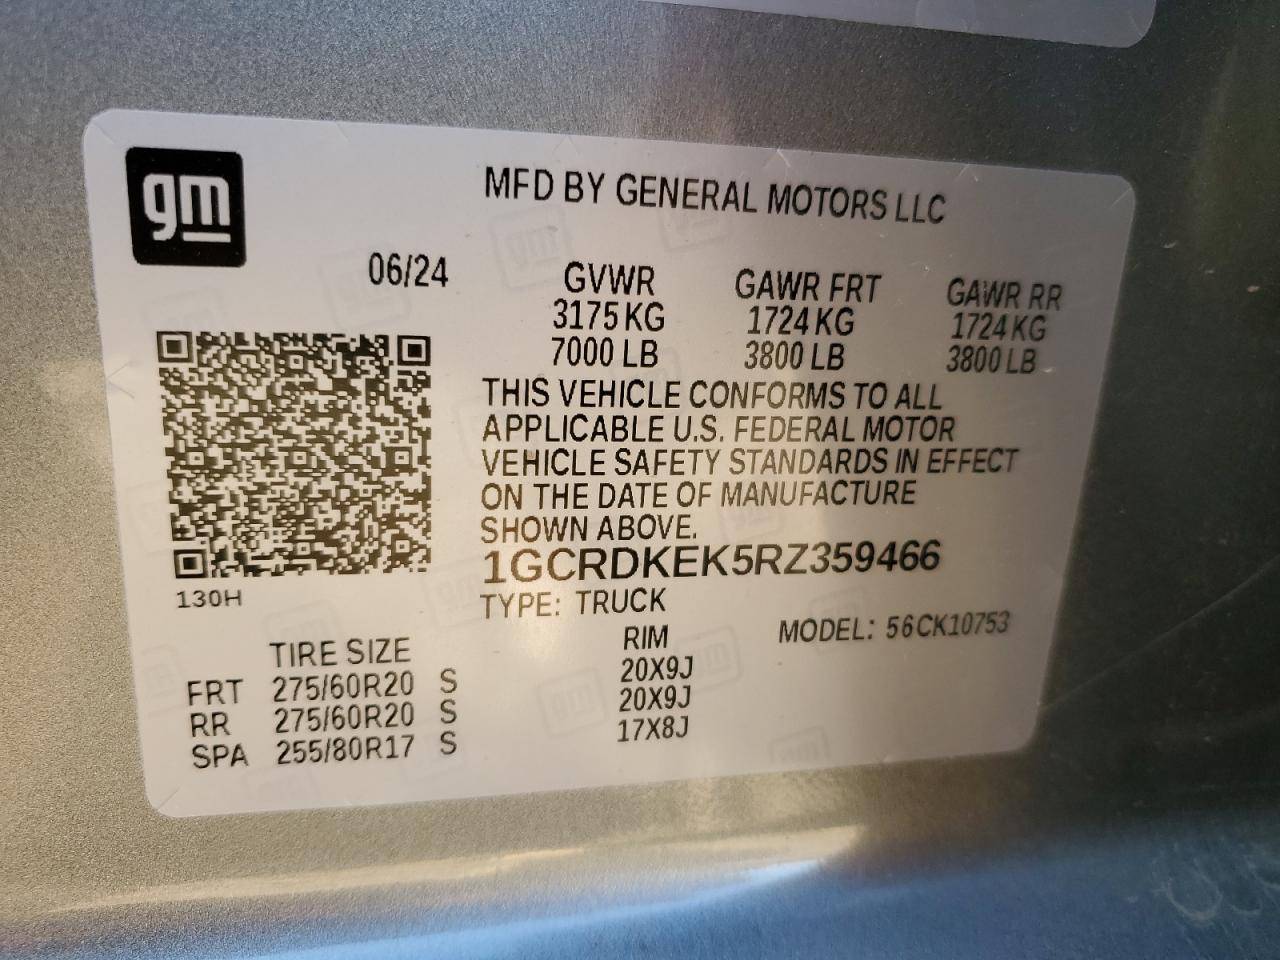 gm
MFD BY GENERAL MOTORS LLC
06/24
GVWR GAWR FRT GAWR RR
3175 KG 1724 KG 1724 KG
7000 LB 3800 LB 3800 LB
THIS VEHICLE CONFORMS TO ALL
APPLICABLE U.S. FEDERAL MOTOR
VEHICLE SAFETY STANDARDS IN EFFECT
ON THE DATE OF MANUFACTURE
SHOWN ABOVE.
1GCRDKEK5RZ359466
130H
TYPE: TRUCK
MODEL: 56CK10753
TIRE SIZE RIM
FRT 275/60R20 S 20X9J
RR 275/60R20 S 20X9J
SPA 255/80R17 S 17X8J